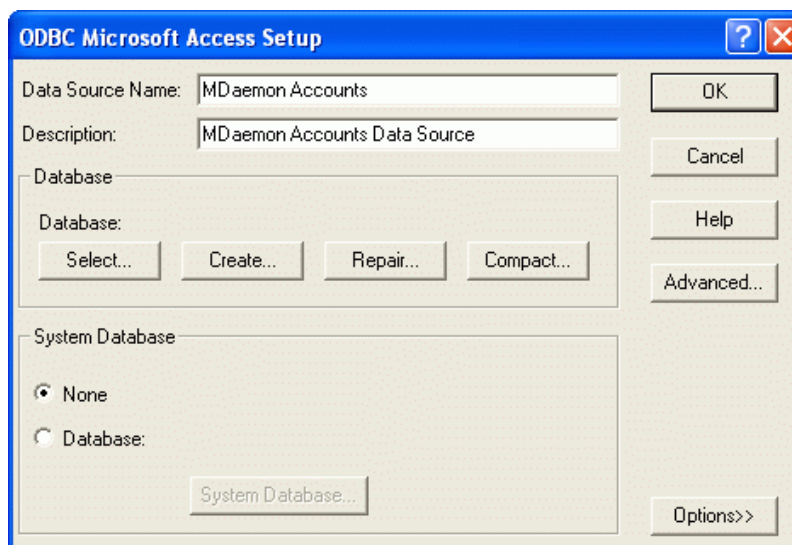 ODBC Microsoft Access Setup
Data Source Name: MDaemon Accounts
Description: MDaemon Accounts Data Source
Database
Database:
Select... Create... Repair... Compact...
System Database
None
Database:
System Database...
OK
Cancel
Help
Advanced...
Options>>